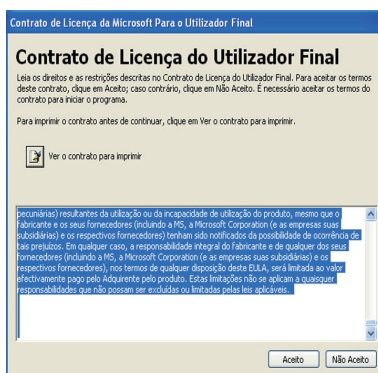 Contrato de Licença da Microsoft Para o Utilizador Final
Contrato de Licença do Utilizador Final
Leia os direitos e as restrições descritas no Contrato de Licença do Utilizador Final. Para aceitar os termos
deste contrato, clique em Aceito; caso contrário, clique em Não Aceito. É necessário aceitar os termos do
contrato para iniciar o programa.
Para imprimir o contrato antes de continuar, clique em Ver o contrato para imprimir.
Ver o contrato para imprimir
pecuniárias) resultantes da utilização ou da incapacidade de utilização do produto, mesmo que o
fabricante e os seus fornecedores (incluindo a MS, a Microsoft Corporation (e as empresas suas
subsidiárias) e os respectivos fornecedores) tenham sido notificados da possibilidade de ocorrência de
tais prejuízos. Em qualquer caso, a responsabilidade integral do fabricante e de qualquer dos seus
fornecedores (incluindo a MS, a Microsoft Corporation (e as empresas suas subsidiárias) e os
respectivos fornecedores), nos termos de qualquer disposição deste EULA, será limitada ao valor
efectivamente pago pelo Adquirente pelo produto. Estas limitações não se aplicam a quaisquer
responsabilidades que não possam ser excluídas ou limitadas pelas leis aplicáveis.
Aceito Não Aceito